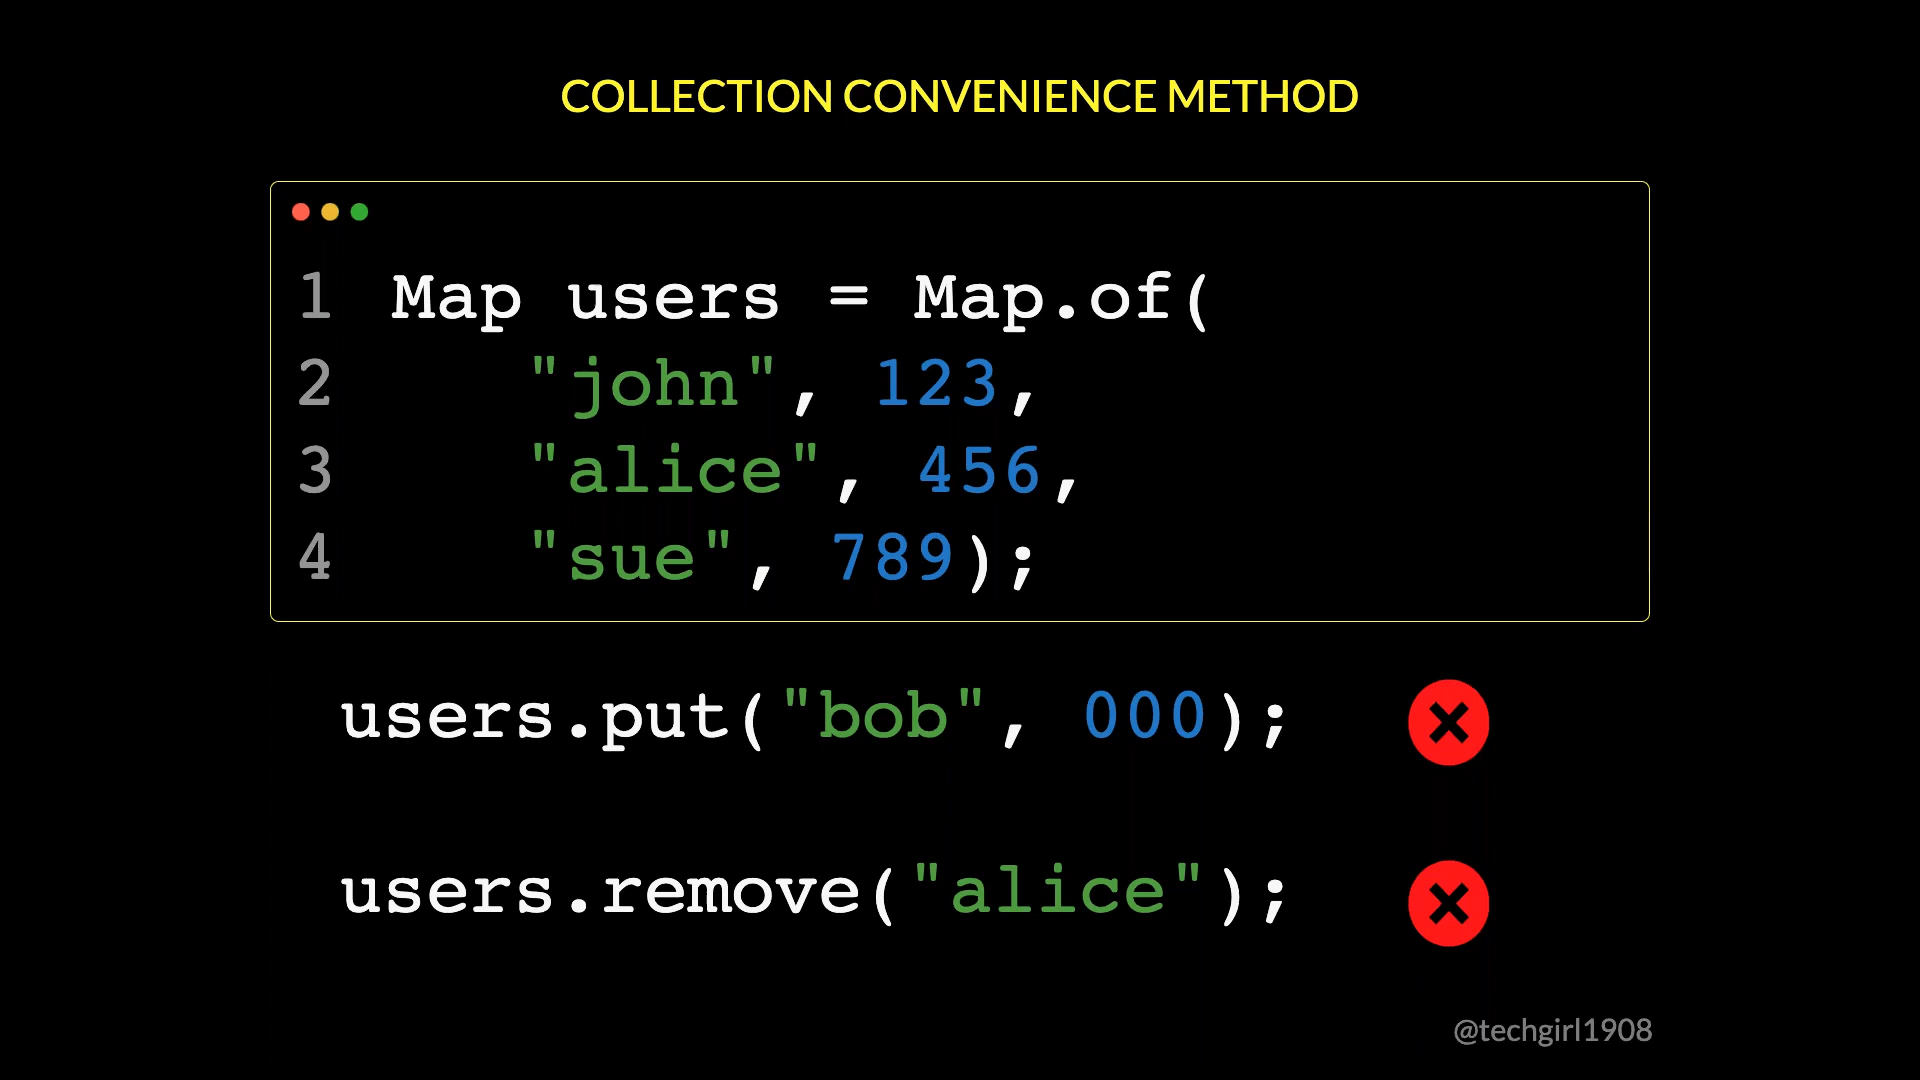 COLLECTION CONVENIENCE METHOD
1 Map users = Map.of(
2 "john", 123,
3 "alice", 456,
4 "sue", 789);
users.put("bob", 000);
users.remove("alice");
@techgirl1908